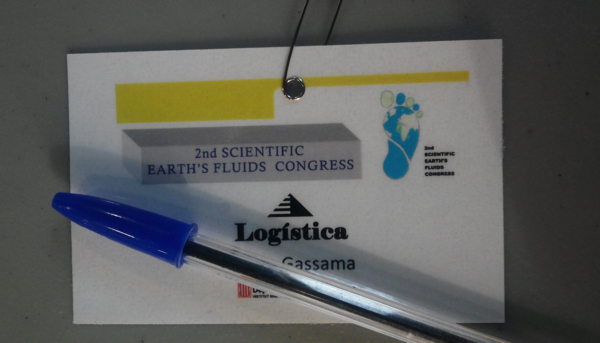 2nd SCIENTIFIC
EARTH'S FLUIDS CONGRESS
2nd
SCIENTIFIC
EARTH'S
FLUIDS
CONGRESS
Logística
Gassama